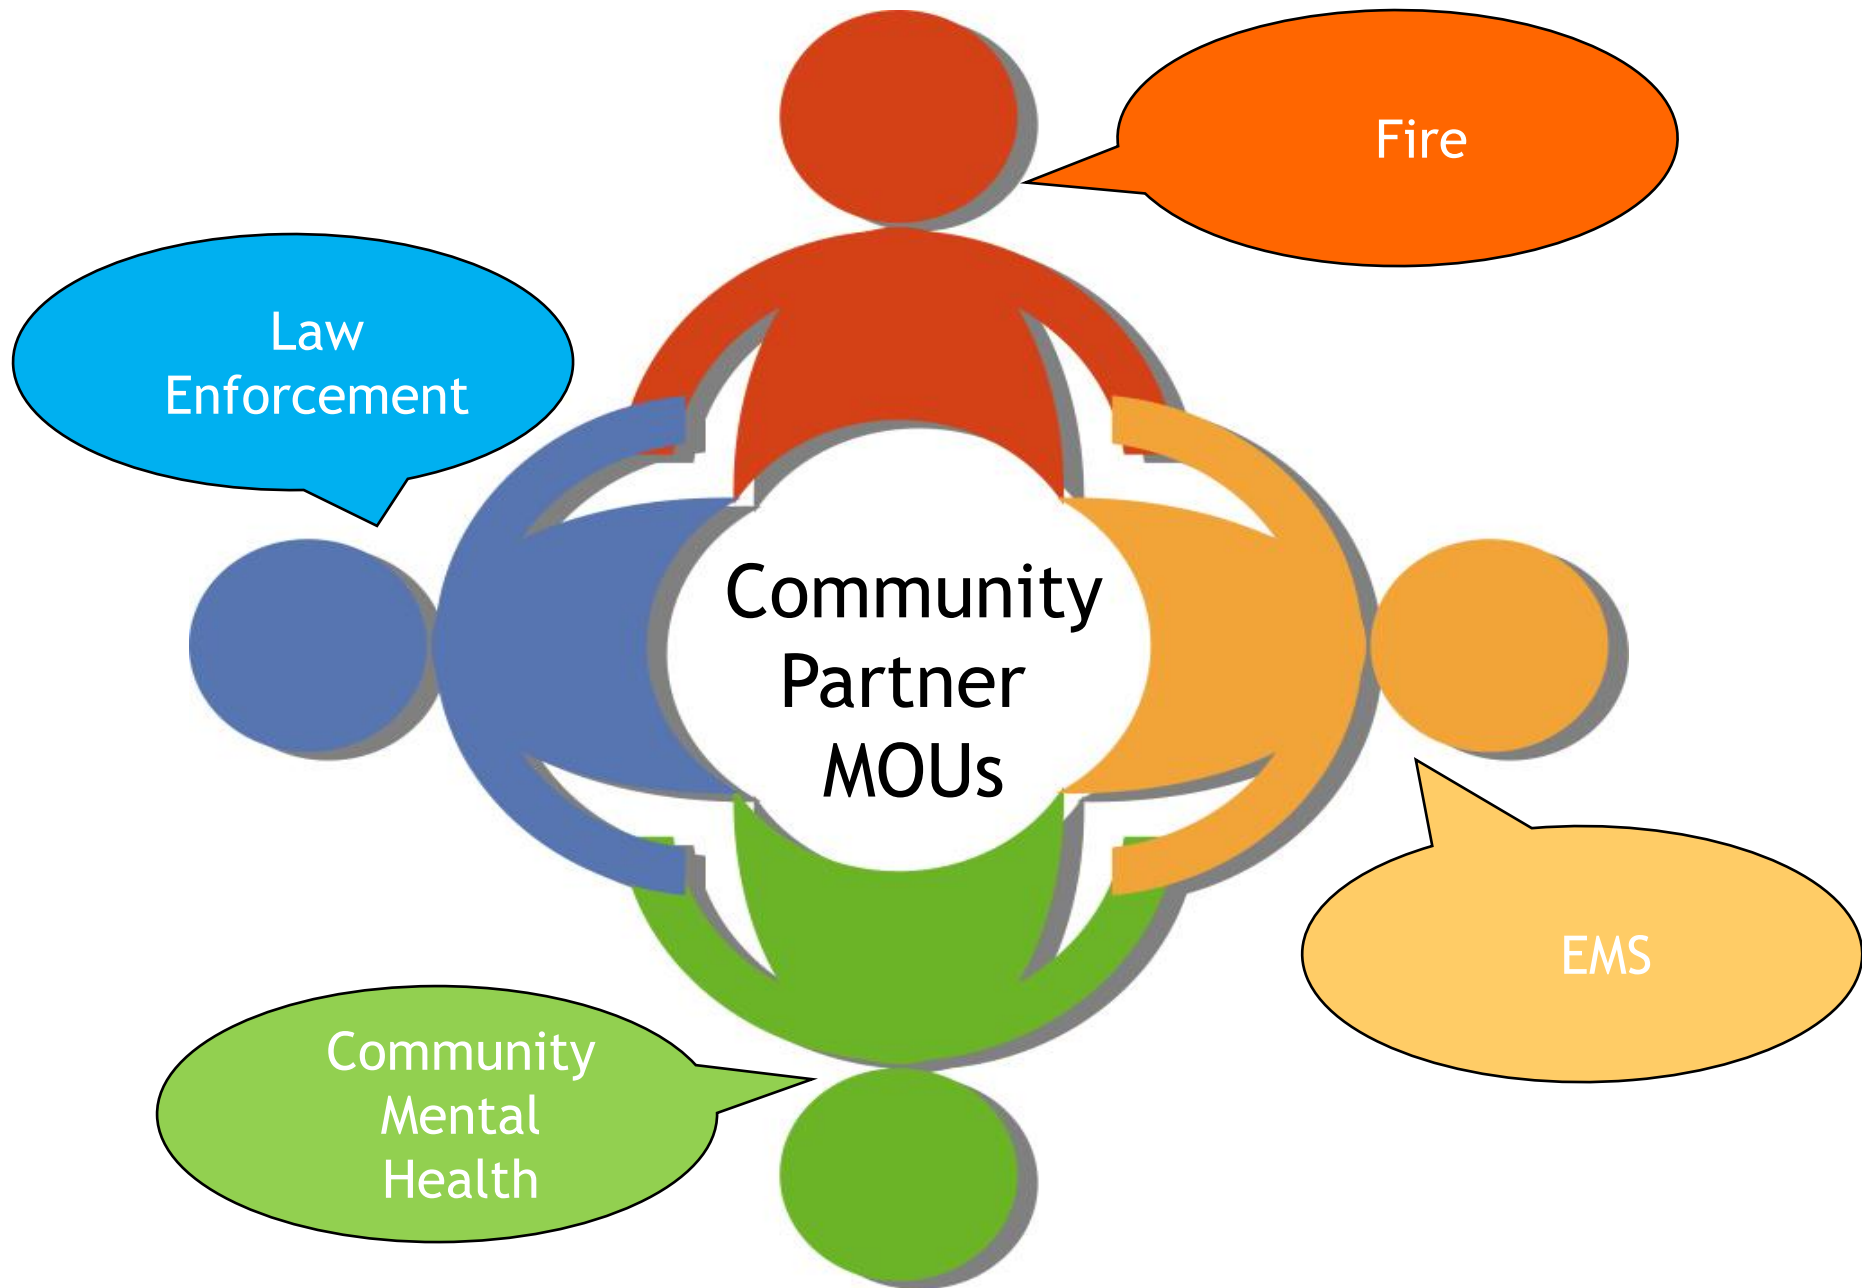 Fire
Law
Enforcement
Community
Partner
MOUs
EMS
Community
Mental
Health